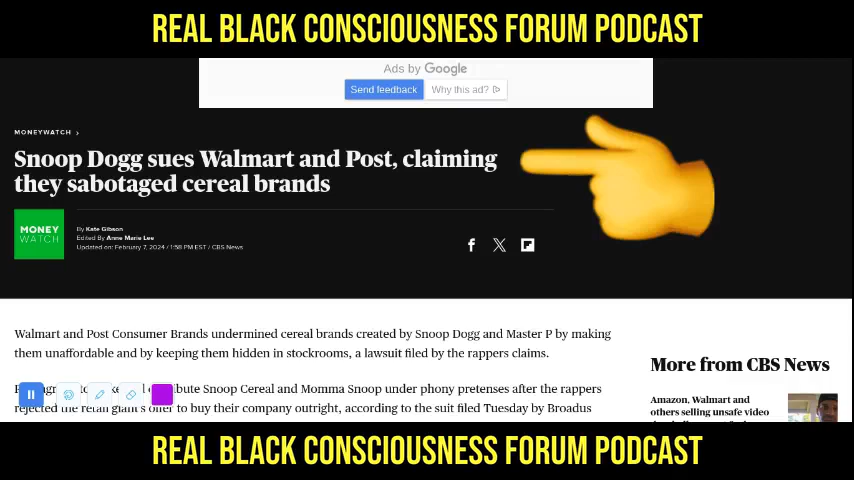 REAL BLACK CONSCIOUSNESS FORUM PODCAST
Ads by Google
Send feedback
Why this ad?
MONEYWATCH >
Snoop Dogg sues Walmart and Post, claiming
they sabotaged cereal brands
MONEY
WATCH
By Kate Gibson
Edited By Anne Marie Lee
Updated on: February 7, 2024 / 1:58 PM EST / CBS News
Walmart and Post Consumer Brands undermined cereal brands created by Snoop Dogg and Master P by making
them unaffordable and by keeping them hidden in stockrooms, a lawsuit filed by the rappers claims.
Snoop Cereal and Momma Snoop under phony pretenses after the rappers
rejected the retail giant's offer to buy their company outright, according to the suit filed Tuesday by Broadus
More from CBS News
Amazon, Walmart and
others selling unsafe video
REAL BLACK CONSCIOUSNESS FORUM PODCAST